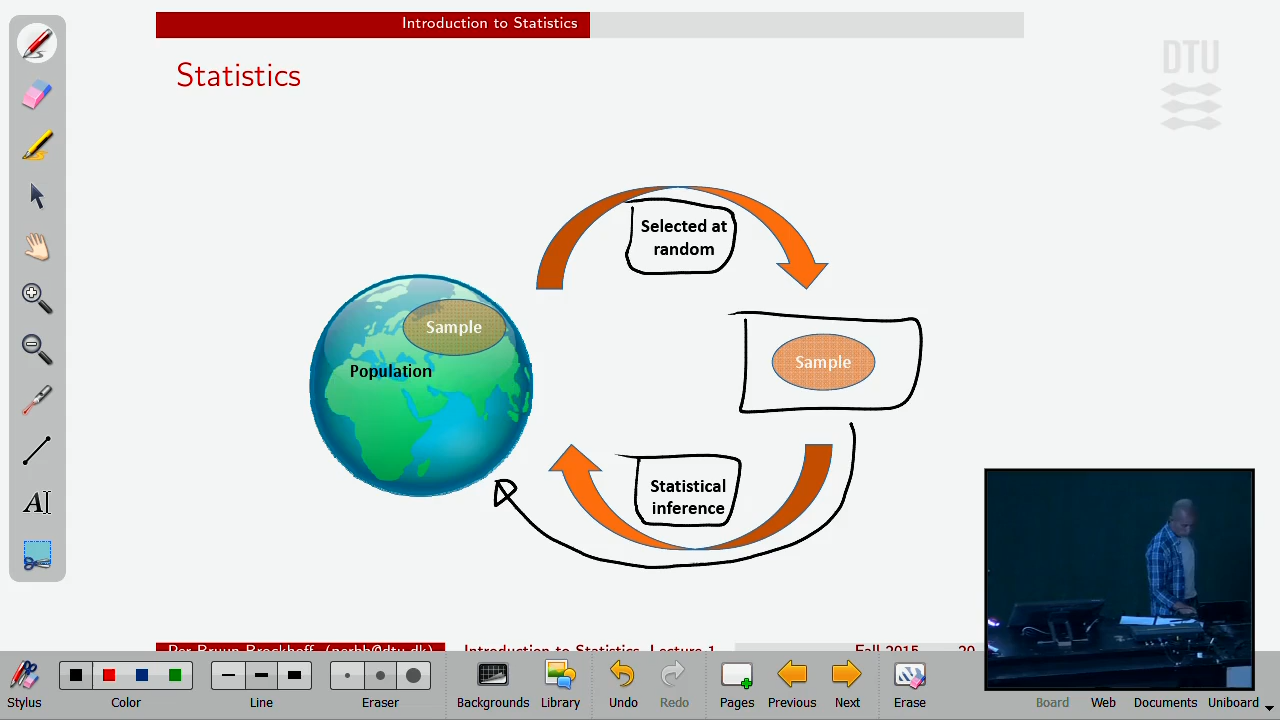 Introduction to Statistics
Statistics
DTU
Selected at
random
Sample
Population
Sample
Statistical
inference
Per Bruun Brockhoff (perbb@dtu.dk)
Introduction to Statistics, Lecture 1
Fall 2015
20
Stylus
Color
Line
Eraser
Backgrounds
Library
Undo
Redo
Pages
Previous
Next
Erase
Board
Web
Documents
Uniboard